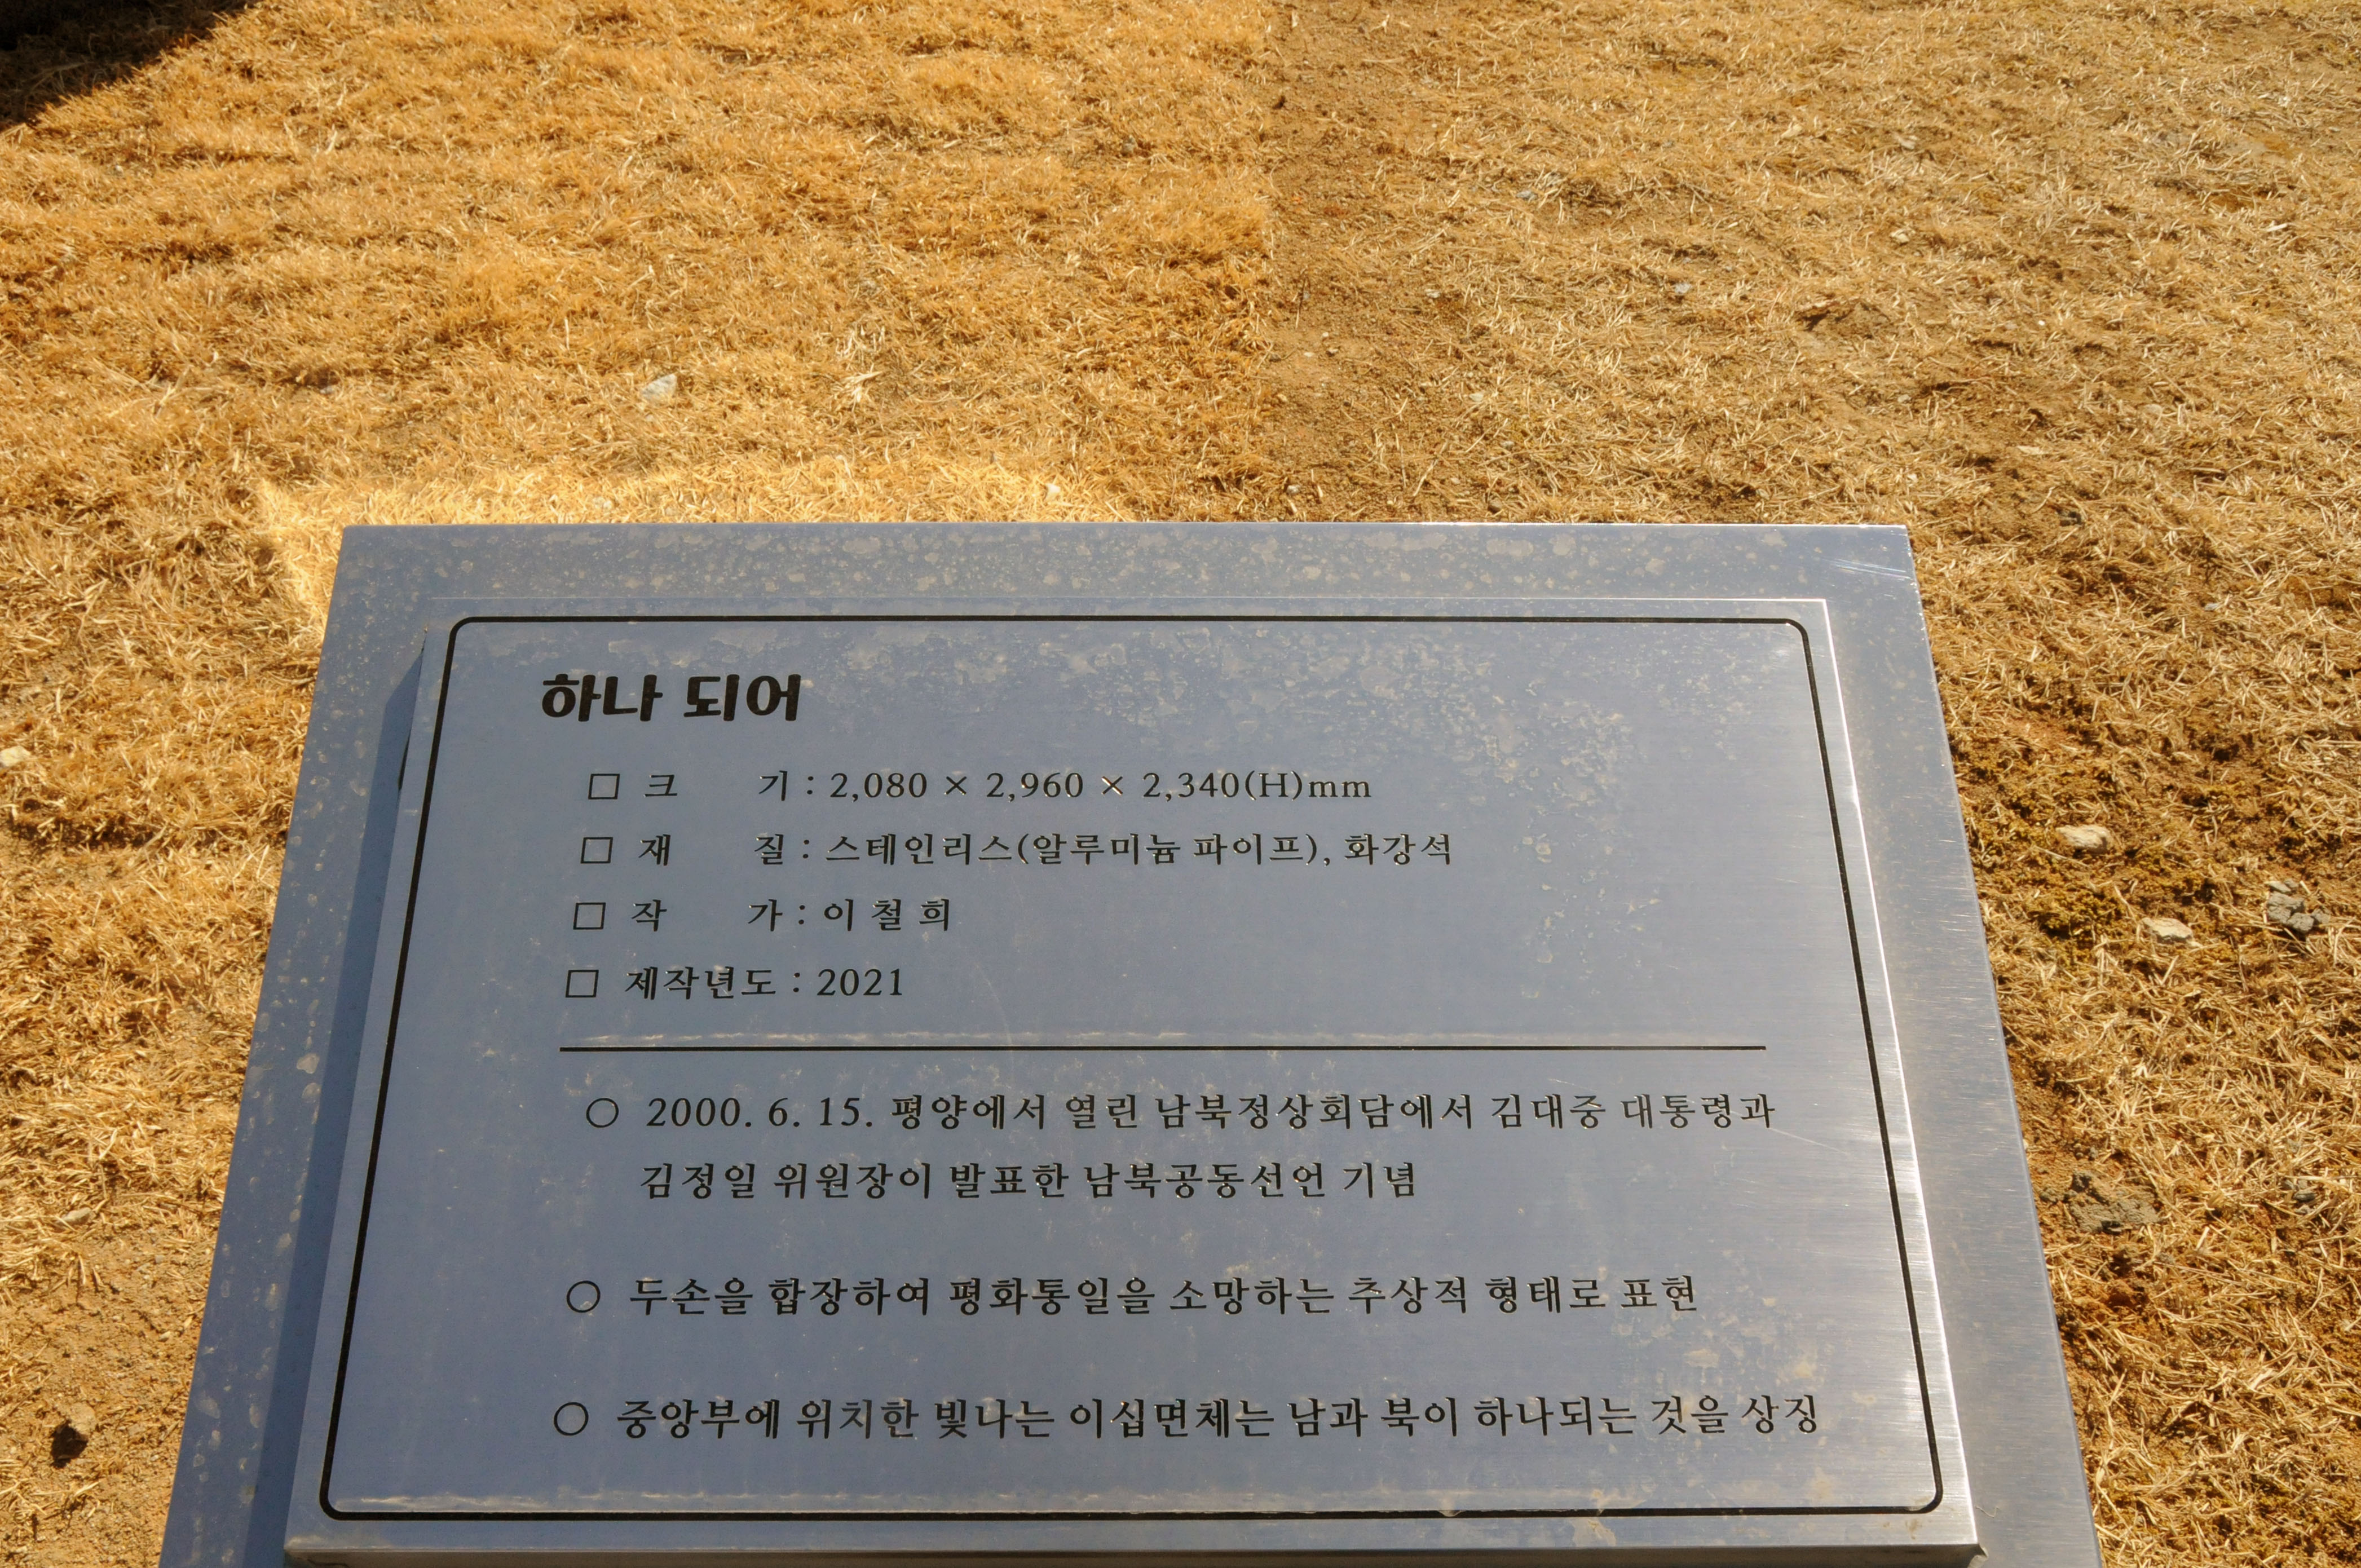 하나 되어
□ 크 기 : 2,080 × 2,960 × 2,340(H)mm
□ 재 질 : 스테인리스(알루미늄 파이프), 화강석
□ 작 가 : 이 철 희
□ 제작년도 : 2021
○ 2000. 6. 15. 평양에서 열린 남북정상회담에서 김대중 대통령과
김정일 위원장이 발표한 남북공동선언 기념
○ 두손을 합장하여 평화통일을 소망하는 추상적 형태로 표현
○ 중앙부에 위치한 빛나는 이십면체는 남과 북이 하나되는 것을 상징